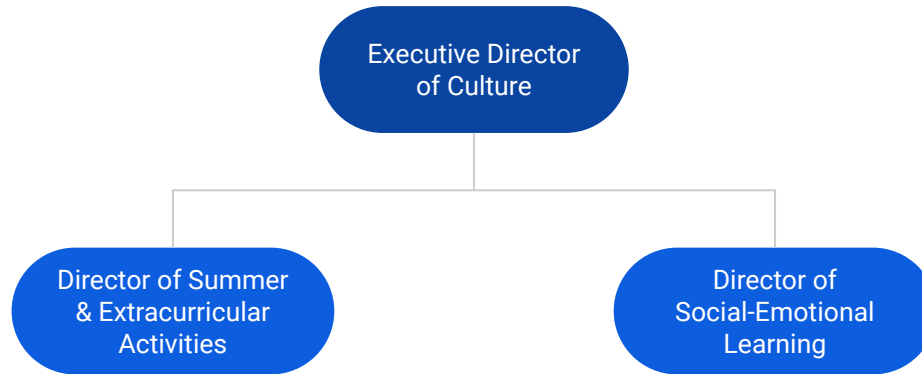 Executive Director
of Culture
Director of Summer
& Extracurricular
Activities
Director of
Social-Emotional
Learning